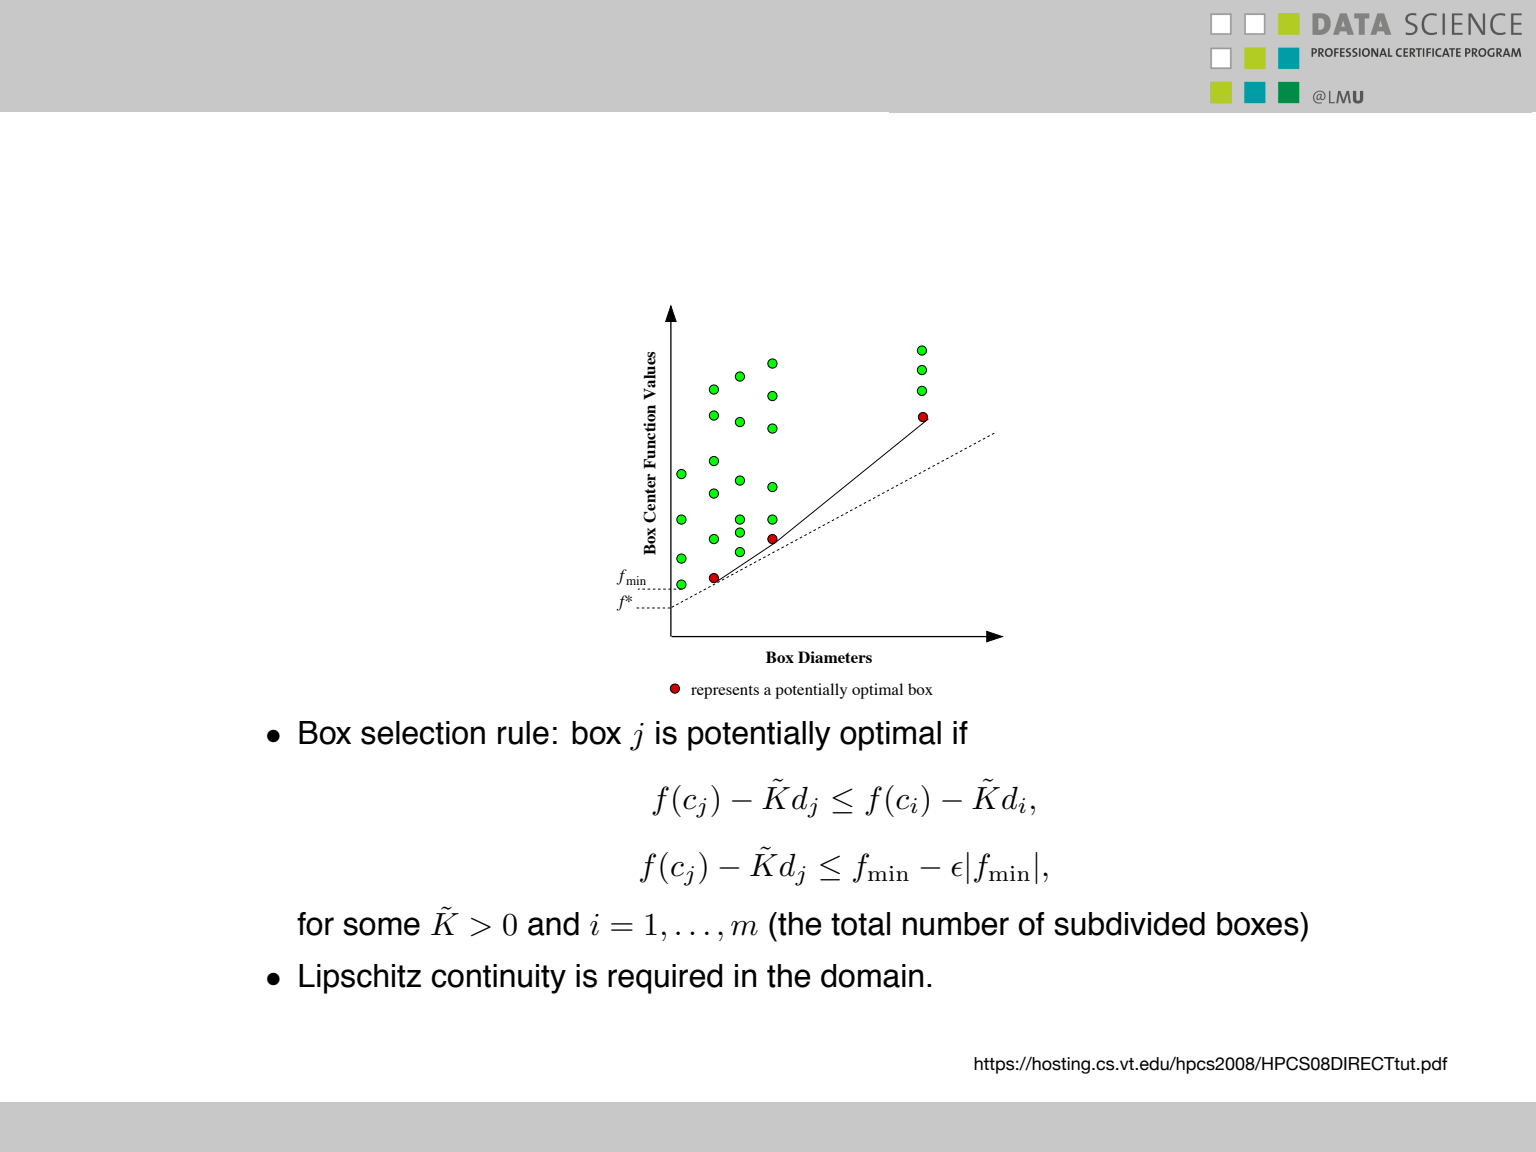 DATA SCIENCE
PROFESSIONAL CERTIFICATE PROGRAM
@LMU
Box Center Function Values
f_min
f*
Box Diameters
represents a potentially optimal box
• Box selection rule: box j is potentially optimal if
f(c_j) − K̃d_j ≤ f(c_i) − K̃d_i,
f(c_j) − K̃d_j ≤ f_min − ϵ|f_min|,
for some K̃ > 0 and i = 1, . . . , m (the total number of subdivided boxes)
• Lipschitz continuity is required in the domain.
https://hosting.cs.vt.edu/hpcs2008/HPCS08DIRECTtut.pdf